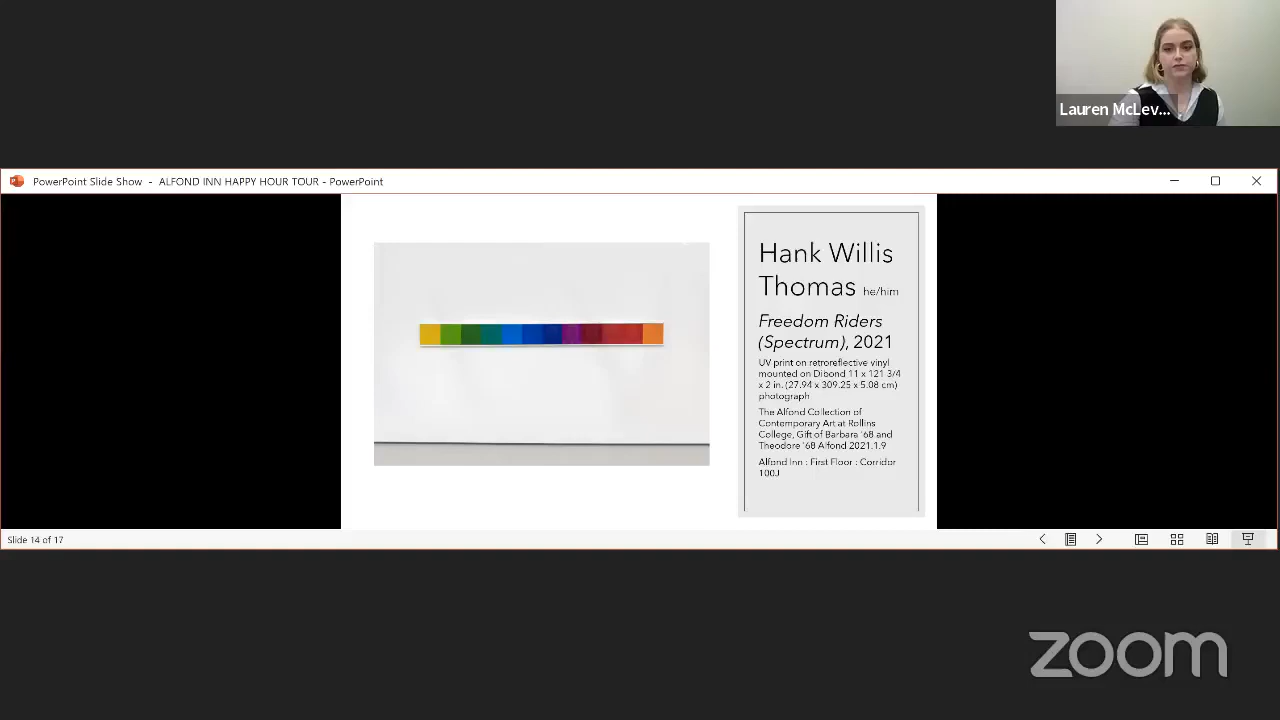 Lauren McLev...
PowerPoint Slide Show - ALFOND INN HAPPY HOUR TOUR - PowerPoint
Hank Willis
Thomas he/him
Freedom Riders
(Spectrum), 2021
UV print on retroreflective vinyl
mounted on Dibond 11 x 121 3/4
x 2 in. (27.94 x 309.25 x 5.08 cm)
photograph
The Alfond Collection of
Contemporary Art at Rollins
College, Gift of Barbara '68 and
Theodore '68 Alfond 2021.1.9
Alfond Inn : First Floor : Corridor
100J
Slide 14 of 17
zoom